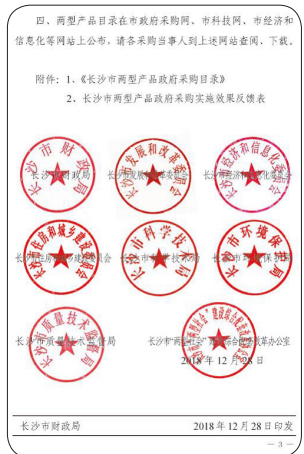 四、两型产品目录在市政府采购网、市科技网、市经济和
信息化等网站上公布，请各采购当事人到上述网站查阅、下载。
附件：1、《长沙市两型产品政府采购目录》
2、长沙市两型产品政府采购实施效果反馈表
长沙市财政局 长沙市发展和改革委员会 长沙市经济和信息化委员会
长沙市住房和城乡建设委员会 长沙市科学技术局 长沙市环境保护局
长沙市质量技术监督局 长沙市“两型社会”建设综合配套改革办公室
2018年12月28日
长沙市财政局 2018年12月28日印发
— 3 —